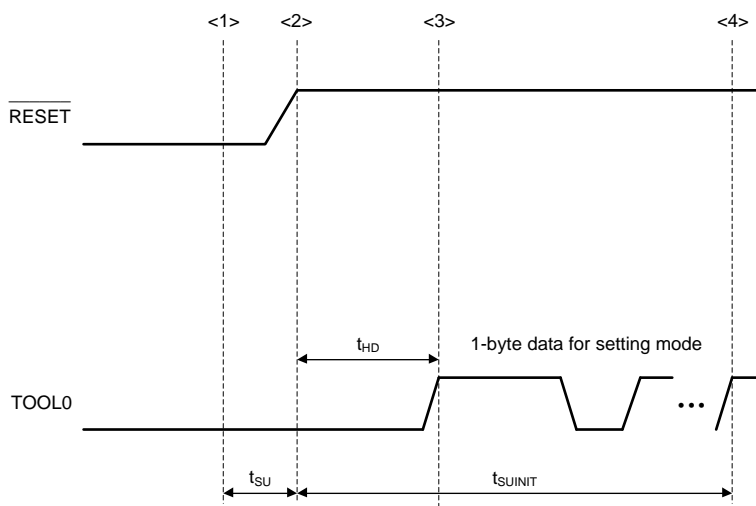 <1> <2> <3> <4>
RESET
tHD
1-byte data for setting mode
TOOL0
...
tSU
tSUINIT